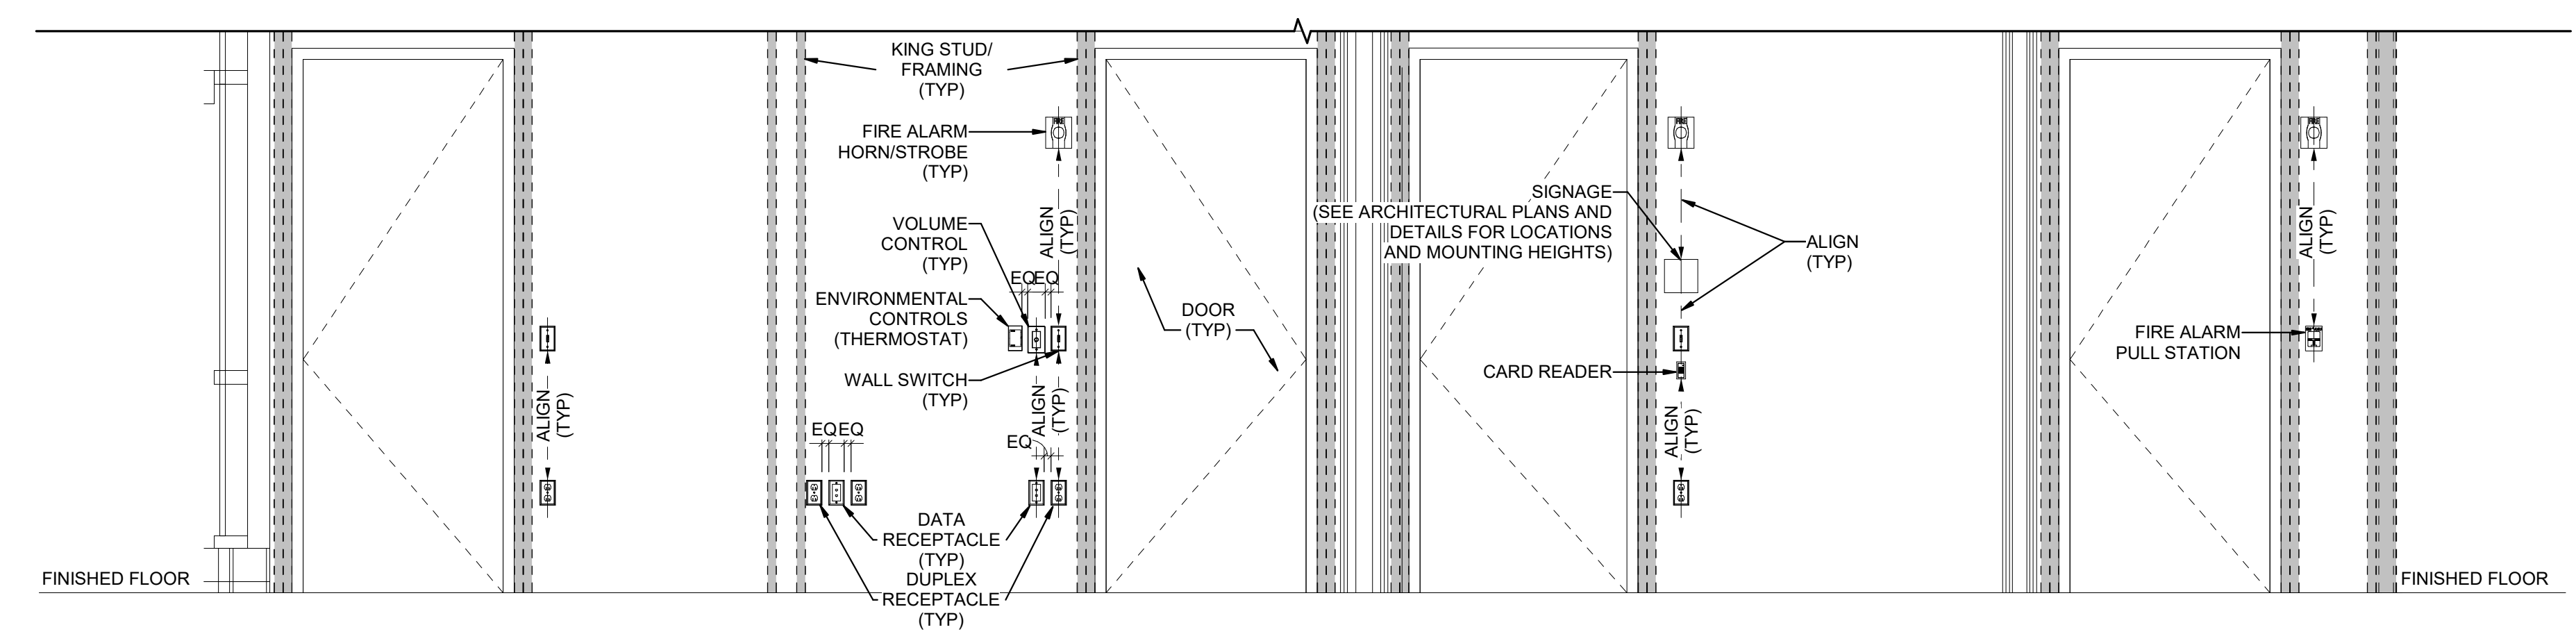 KING STUD/
FRAMING
(TYP)
FIRE ALARM
HORN/STROBE
(TYP)
FIRE
ALIGN
(TYP)
VOLUME
CONTROL
(TYP)
EQ EQ
ENVIRONMENTAL
CONTROLS
(THERMOSTAT)
WALL SWITCH
(TYP)
ALIGN
(TYP)
ALIGN
(TYP)
EQ EQ
EQ
DATA
RECEPTACLE
(TYP)
DUPLEX
RECEPTACLE
(TYP)
DOOR
(TYP)
FIRE
SIGNAGE
(SEE ARCHITECTURAL PLANS AND
DETAILS FOR LOCATIONS
AND MOUNTING HEIGHTS)
ALIGN
(TYP)
CARD READER
ALIGN
(TYP)
FIRE
ALIGN
(TYP)
FIRE ALARM
PULL STATION
FINISHED FLOOR
FINISHED FLOOR